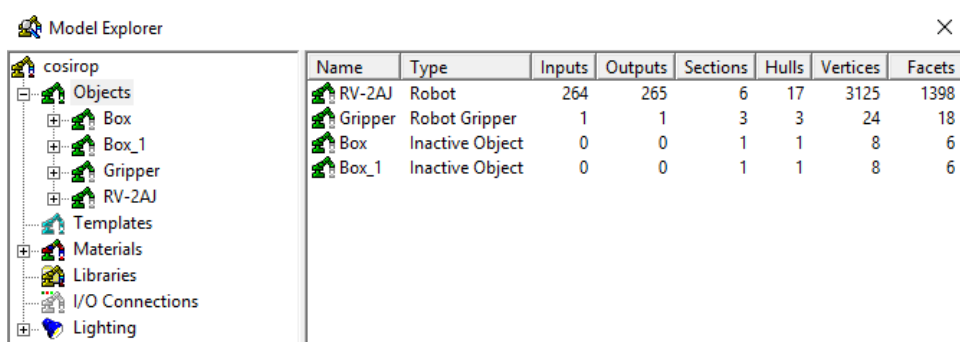 Model Explorer
cosirop
Objects
Box
Box_1
Gripper
RV-2AJ
Templates
Materials
Libraries
I/O Connections
Lighting
Name Type Inputs Outputs Sections Hulls Vertices Facets
RV-2AJ Robot 264 265 6 17 3125 1398
Gripper Robot Gripper 1 1 3 3 24 18
Box Inactive Object 0 0 1 1 8 6
Box_1 Inactive Object 0 0 1 1 8 6